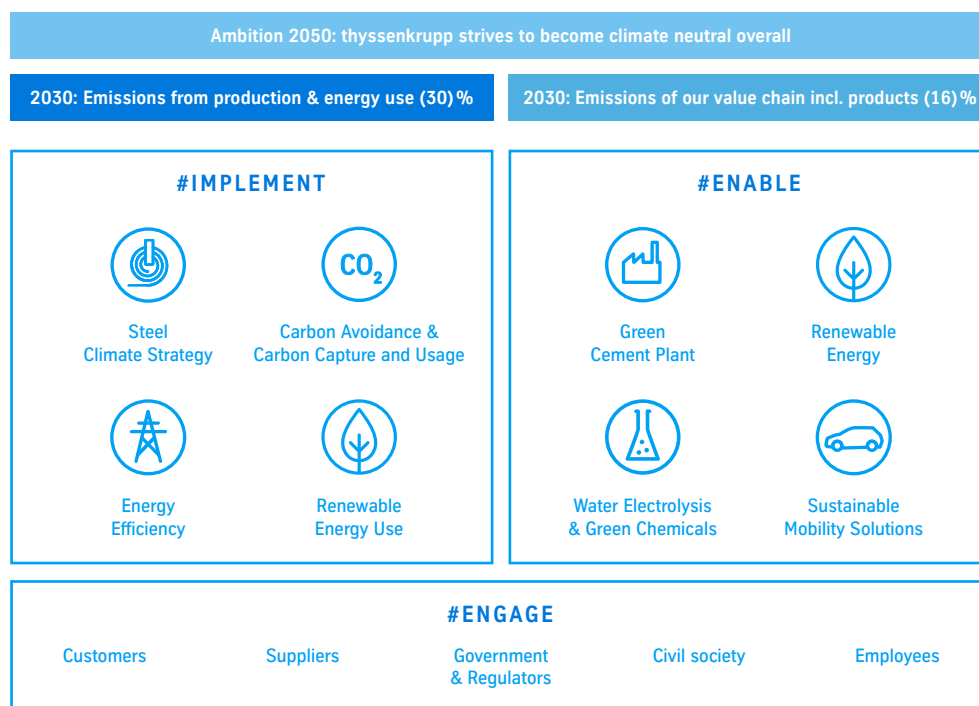 Ambition 2050: thyssenkrupp strives to become climate neutral overall
2030: Emissions from production & energy use (30)%
2030: Emissions of our value chain incl. products (16)%
#IMPLEMENT
Steel
Climate Strategy
CO2
Carbon Avoidance &
Carbon Capture and Usage
Energy
Efficiency
Renewable
Energy Use
#ENABLE
Green
Cement Plant
Renewable
Energy
Water Electrolysis
& Green Chemicals
Sustainable
Mobility Solutions
#ENGAGE
Customers
Suppliers
Government
& Regulators
Civil society
Employees